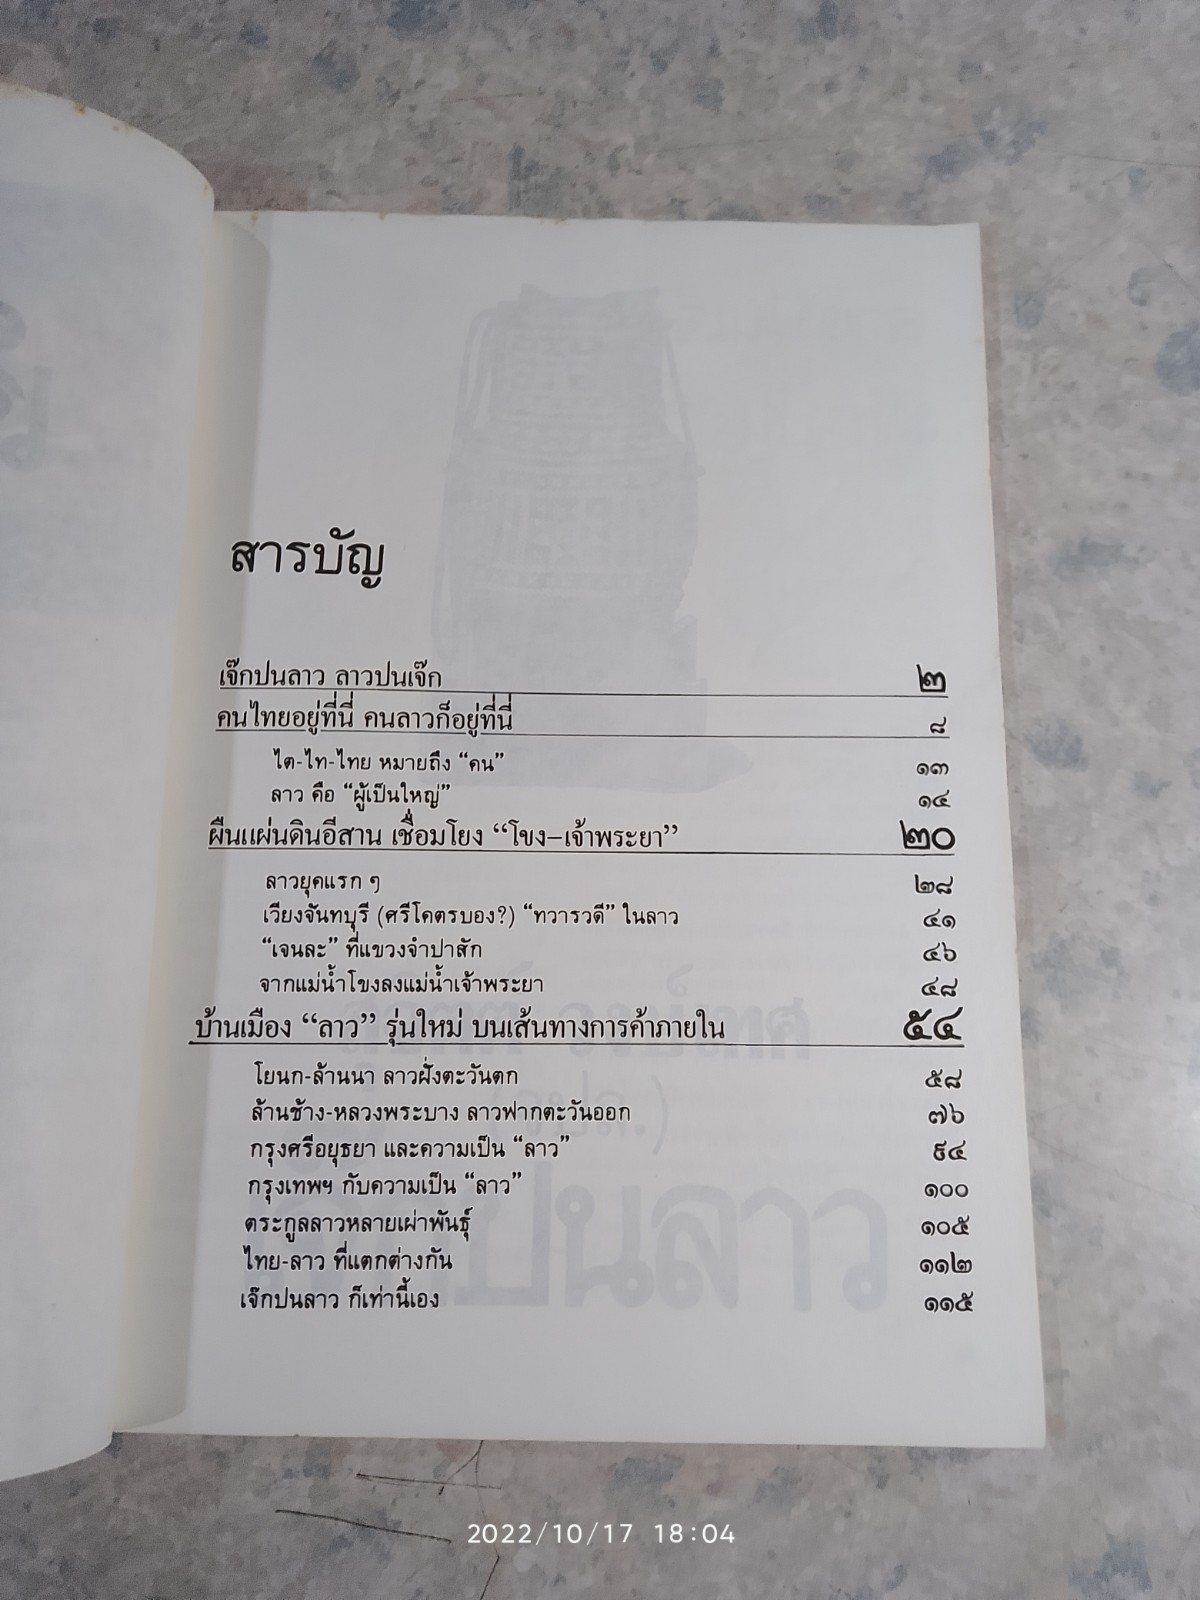 สารบัญ
เจ๊กปนลาว ลาวปนเจ๊ก ๒
คนไทยอยู่ที่นี่ คนลาวก็อยู่ที่นี่ ๘
ไต-ไท-ไทย หมายถึง “คน” ๑๓
ลาว คือ “ผู้เป็นใหญ่” ๑๔
ผืนแผ่นดินอีสาน เชื่อมโยง “โขง–เจ้าพระยา” ๒๐
ลาวยุคแรก ๆ ๒๘
เวียงจันทบุรี (ศรีโคตรบอง?) “ทวารวดี” ในลาว ๔๑
“เจนละ” ที่แขวงจำปาสัก ๔๖
จากแม่น้ำโขงลงแม่น้ำเจ้าพระยา ๔๘
บ้านเมือง “ลาว” รุ่นใหม่ บนเส้นทางการค้าภายใน ๕๔
โยนก-ล้านนา ลาวฝั่งตะวันตก ๕๘
ล้านช้าง-หลวงพระบาง ลาวฟากตะวันออก ๗๖
กรุงศรีอยุธยา และความเป็น “ลาว” ๙๔
กรุงเทพฯ กับความเป็น “ลาว” ๑๐๐
ตระกูลลาวหลายเผ่าพันธุ์ ๑๐๕
ไทย-ลาว ที่แตกต่างกัน ๑๑๒
เจ๊กปนลาว ก็เท่านี้เอง ๑๑๕
2022/10/17 18:04